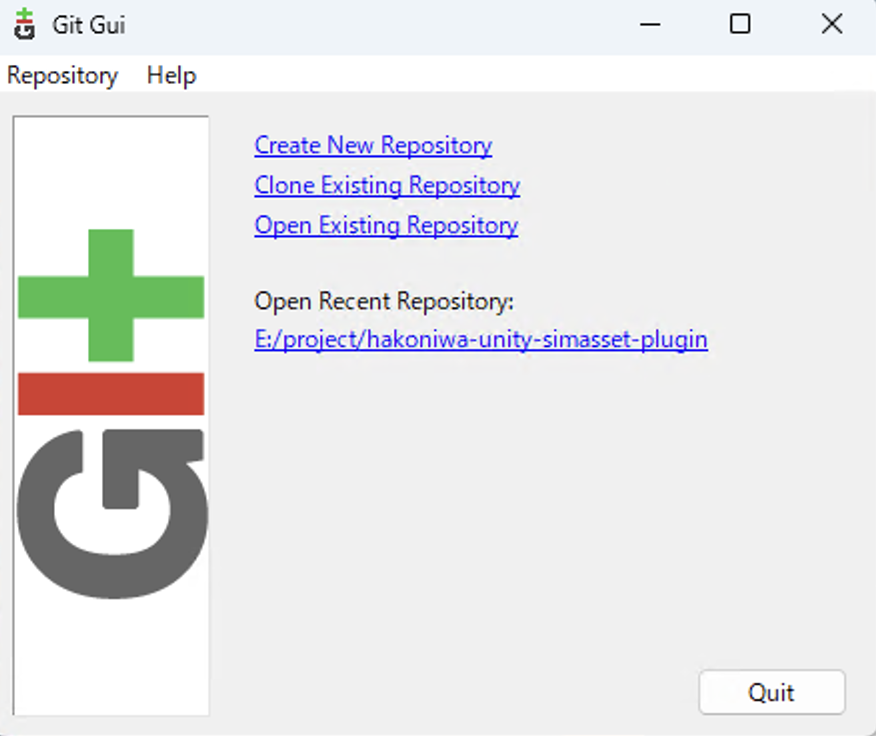 Git Gui
Repository Help
Create New Repository
Clone Existing Repository
Open Existing Repository
Open Recent Repository:
E:/project/hakoniwa-unity-simasset-plugin
GIt
Quit